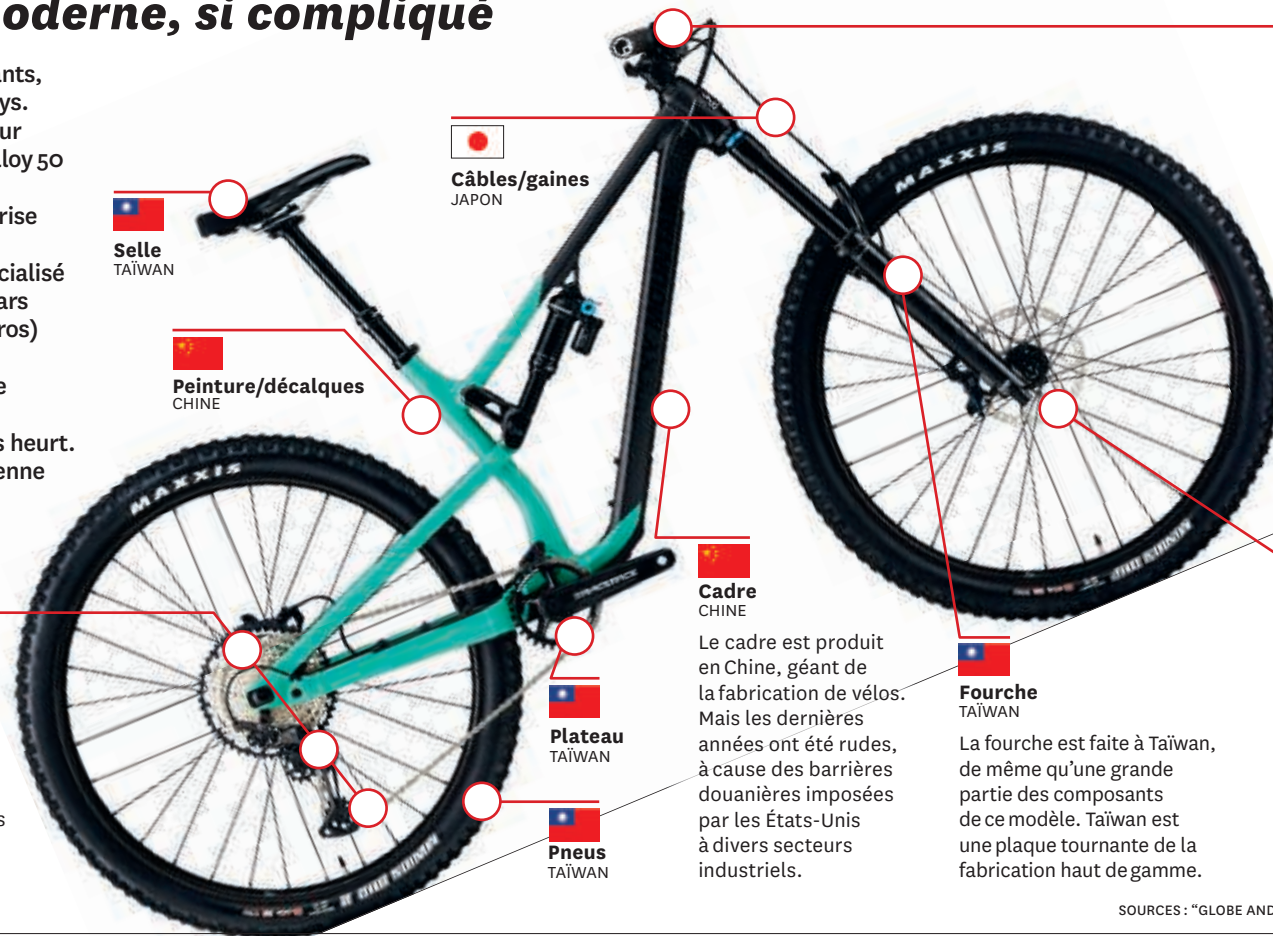 oderne, si compliqué
nts,
ys.
ur
lloy 50
rise
cialisé
ars
ros)
e
s heurt.
enne
s
Selle
TAÏWAN
Câbles/gaines
JAPON
Peinture/décalques
CHINE
MAXXIS
MAXXIS
RACEFACE
Plateau
TAÏWAN
Pneus
TAÏWAN
Cadre
CHINE
Le cadre est produit
en Chine, géant de
la fabrication de vélos.
Mais les dernières
années ont été rudes,
à cause des barrières
douanières imposées
par les États-Unis
à divers secteurs
industriels.
Fourche
TAÏWAN
La fourche est faite à Taïwan,
de même qu’une grande
partie des composants
de ce modèle. Taïwan est
une plaque tournante de la
fabrication haut de gamme.
SOURCES : “GLOBE AND